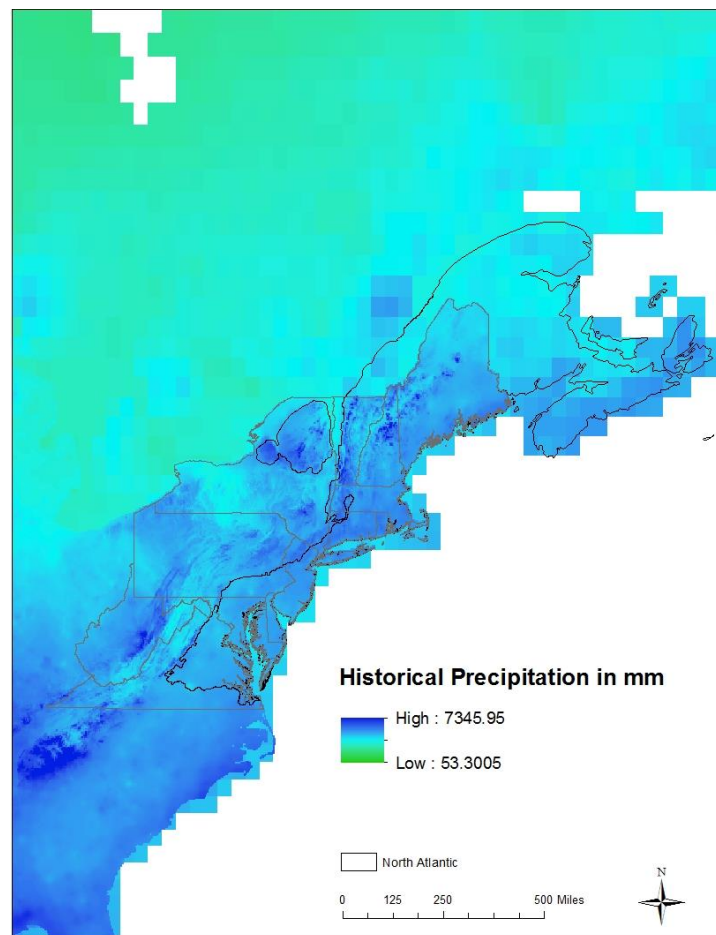 Historical Precipitation in mm
High : 7345.95
Low : 53.3005
North Atlantic
N
0 125 250 500 Miles